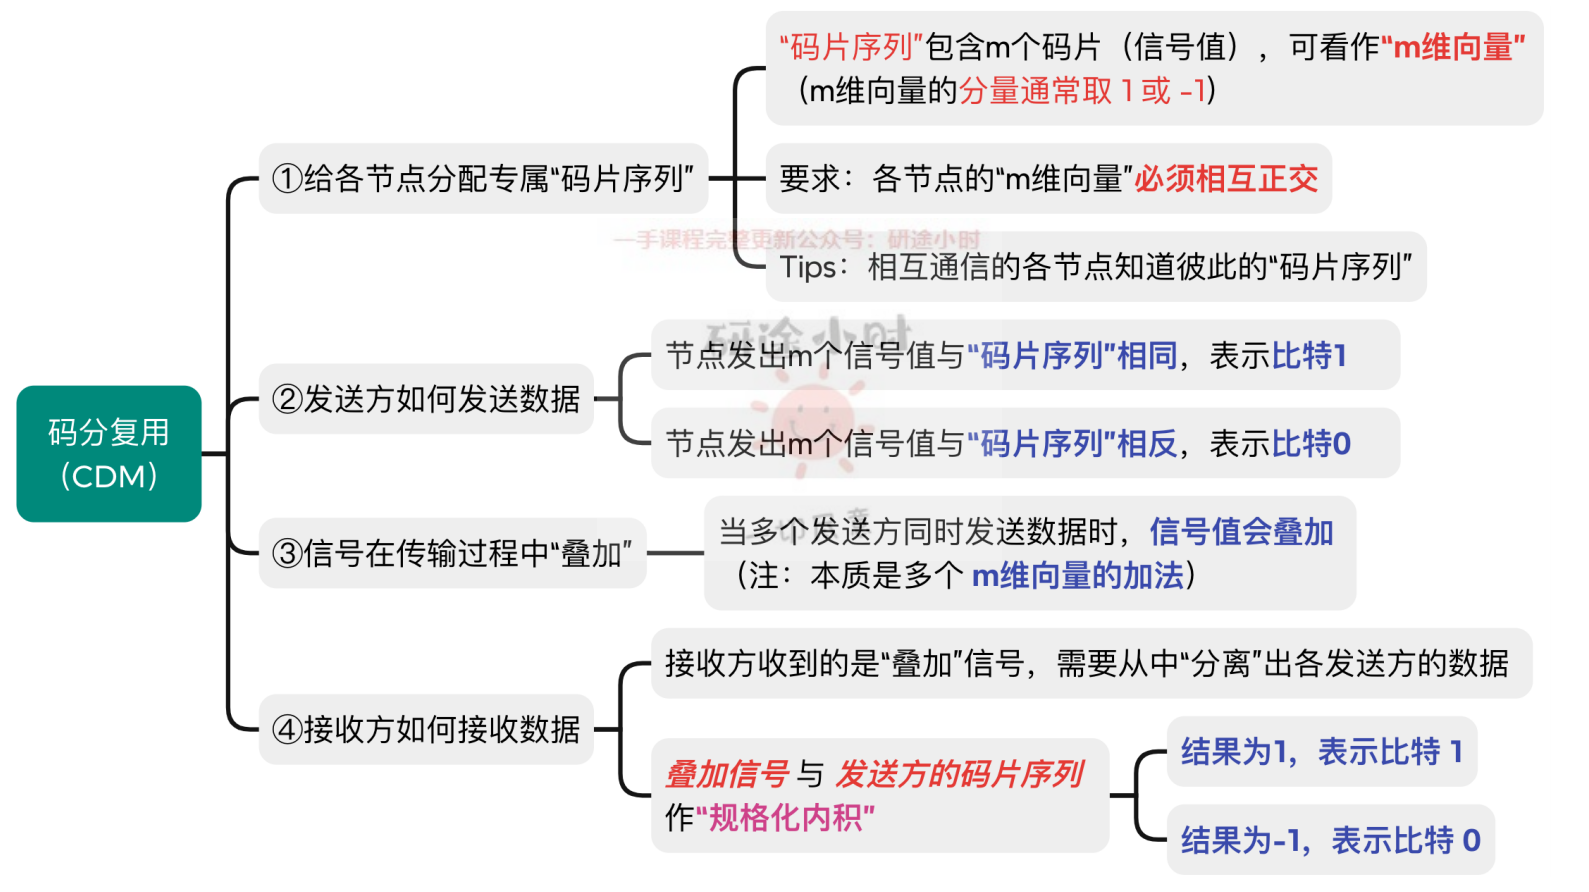 码分复用
（CDM）
①给各节点分配专属“码片序列”
“码片序列”包含m个码片（信号值），可看作“m维向量”
（m维向量的分量通常取 1 或 -1）
要求：各节点的“m维向量”必须相互正交
Tips：相互通信的各节点知道彼此的“码片序列”
一手课程完整更新公众号：研途小时
研途小时
②发送方如何发送数据
节点发出m个信号值与“码片序列”相同，表示比特1
节点发出m个信号值与“码片序列”相反，表示比特0
③信号在传输过程中“叠加”
当多个发送方同时发送数据时，信号值会叠加
（注：本质是多个 m维向量的加法）
④接收方如何接收数据
接收方收到的是“叠加”信号，需要从中“分离”出各发送方的数据
叠加信号 与 发送方的码片序列
作“规格化内积”
结果为1，表示比特 1
结果为-1，表示比特 0